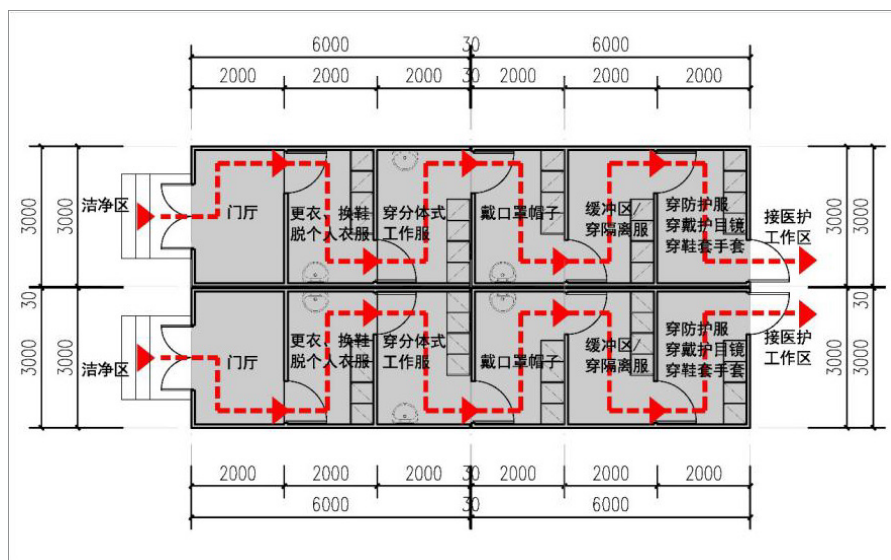 6000 30 6000
2000 2000 2000 30 2000 2000 2000
3000 3000
洁净区
门厅
更衣、换鞋
脱个人衣服
穿分体式
工作服
戴口罩帽子
缓冲区/
穿隔离服
穿防护服
穿戴护目镜
穿鞋套手套
接医护
工作区
3000 3000
30 30
3000 3000
洁净区
门厅
更衣、换鞋
脱个人衣服
穿分体式
工作服
戴口罩帽子
缓冲区/
穿隔离服
穿防护服
穿戴护目镜
穿鞋套手套
接医护
工作区
3000 3000
2000 2000 2000 30 2000 2000 2000
6000 30 6000